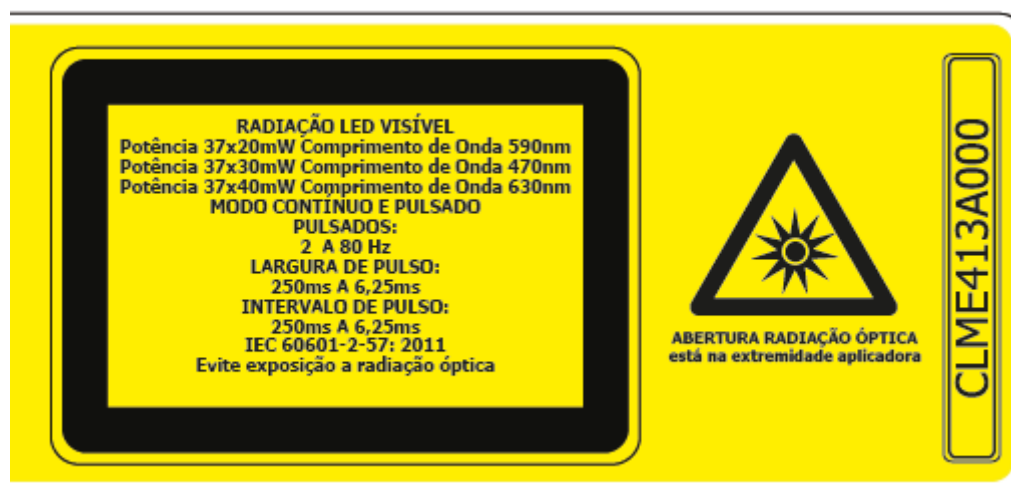 RADIAÇÃO LED VISÍVEL
Potência 37x20mW Comprimento de Onda 590nm
Potência 37x30mW Comprimento de Onda 470nm
Potência 37x40mW Comprimento de Onda 630nm
MODO CONTÍNUO E PULSADO
PULSADOS:
2 A 80 Hz
LARGURA DE PULSO:
250ms A 6,25ms
INTERVALO DE PULSO:
250ms A 6,25ms
IEC 60601-2-57: 2011
Evite exposição a radiação óptica
ABERTURA RADIAÇÃO ÓPTICA
está na extremidade aplicadora
CLME413A000